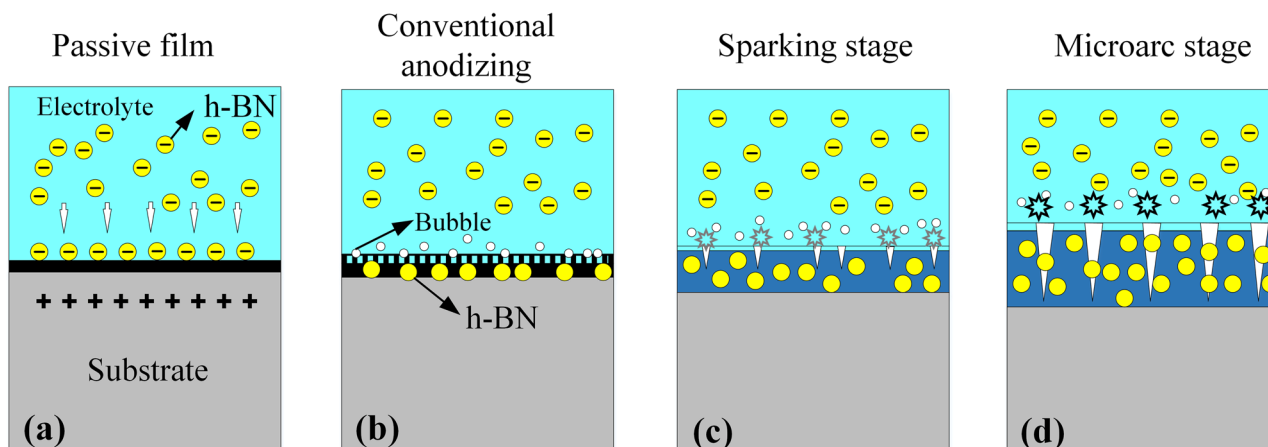 Passive film
Conventional
anodizing
Sparking stage
Microarc stage
Electrolyte
h-BN
Substrate
(a)
Bubble
h-BN
(b)
(c)
(d)